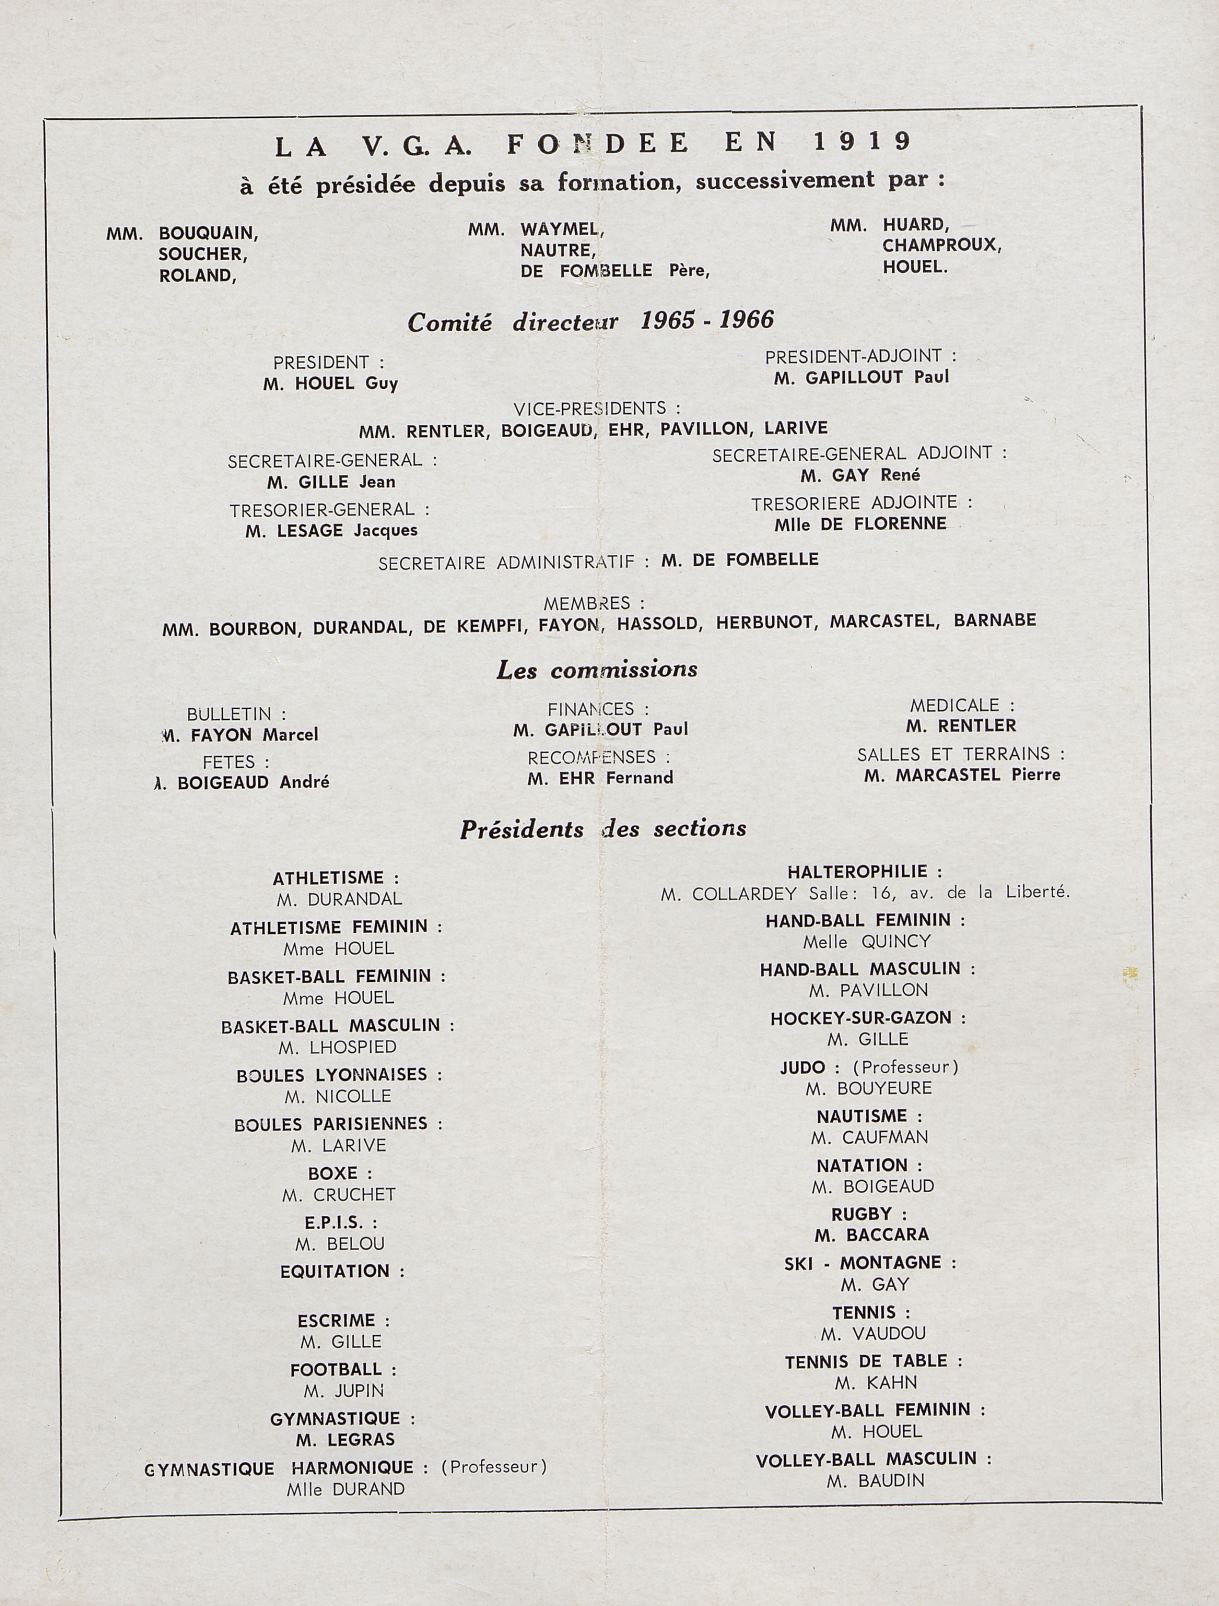 LA V.G.A. FONDEE EN 1919
à été présidée depuis sa formation, successivement par :
MM. BOUQUAIN,
SOUCHER,
ROLAND,
MM. WAYMEL,
NAUTRE,
DE FOMBELLE Père,
MM. HUARD,
CHAMPROUX,
HOUEL.
Comité directeur 1965 - 1966
PRESIDENT :
M. HOUEL Guy
PRESIDENT-ADJOINT :
M. GAPILLOUT Paul
VICE-PRESIDENTS :
MM. RENTLER, BOIGEAUD, EHR, PAVILLON, LARIVE
SECRETAIRE-GENERAL :
M. GILLE Jean
SECRETAIRE-GENERAL ADJOINT :
M. GAY René
TRESORIER-GENERAL :
M. LESAGE Jacques
TRESORIERE ADJOINTE :
Mlle DE FLORENNE
SECRETAIRE ADMINISTRATIF : M. DE FOMBELLE
MEMBRES :
MM. BOURBON, DURANDAL, DE KEMPFI, FAYON, HASSOLD, HERBUNOT, MARCASTEL, BARNABE
Les commissions
BULLETIN :
M. FAYON Marcel
FINANCES :
M. GAPILLOUT Paul
MEDICALE :
M. RENTLER
FETES :
M. BOIGEAUD André
RECOMPENSES :
M. EHR Fernand
SALLES ET TERRAINS :
M. MARCASTEL Pierre
Présidents des sections
ATHLETISME :
M. DURANDAL
ATHLETISME FEMININ :
Mme HOUEL
BASKET-BALL FEMININ :
Mme HOUEL
BASKET-BALL MASCULIN :
M. LHOSPIED
BOULES LYONNAISES :
M. NICOLLE
BOULES PARISIENNES :
M. LARIVE
BOXE :
M. CRUCHET
E.P.I.S. :
M. BELOU
EQUITATION :
ESCRIME :
M. GILLE
FOOTBALL :
M. JUPIN
GYMNASTIQUE :
M. LEGRAS
GYMNASTIQUE HARMONIQUE : (Professeur)
Mlle DURAND
HALTEROPHILIE :
M. COLLARDEY Salle : 16, av. de la Liberté.
HAND-BALL FEMININ :
Melle QUINCY
HAND-BALL MASCULIN :
M. PAVILLON
HOCKEY-SUR-GAZON :
M. GILLE
JUDO : (Professeur)
M. BOUYEURE
NAUTISME :
M. CAUFMAN
NATATION :
M. BOIGEAUD
RUGBY :
M. BACCARA
SKI - MONTAGNE :
M. GAY
TENNIS :
M. VAUDOU
TENNIS DE TABLE :
M. KAHN
VOLLEY-BALL FEMININ :
M. HOUEL
VOLLEY-BALL MASCULIN :
M. BAUDIN